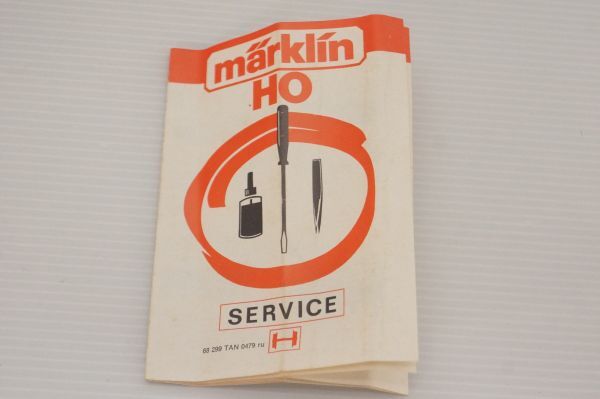 märklin
HO
SERVICE
68 299 TAN 0479 ru
H